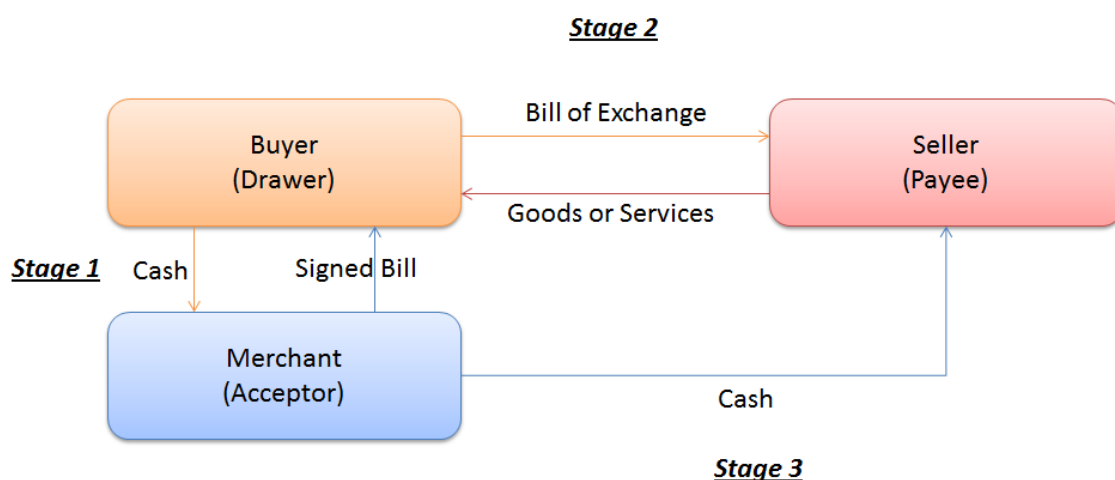 Stage 2
Bill of Exchange
Buyer
(Drawer)
Seller
(Payee)
Goods or Services
Stage 1
Cash
Signed Bill
Merchant
(Acceptor)
Cash
Stage 3